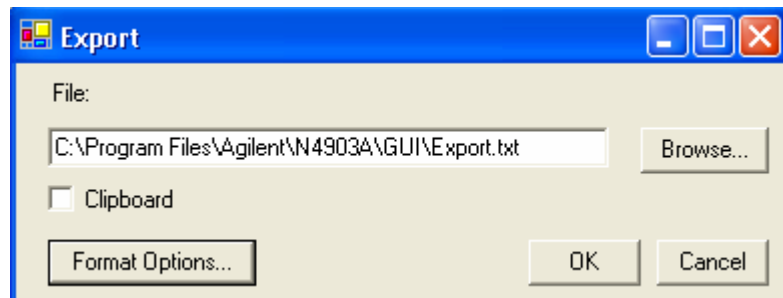 Export
File:
C:\Program Files\Agilent\N4903A\GUI\Export.txt
Browse...
Clipboard
Format Options...
OK
Cancel